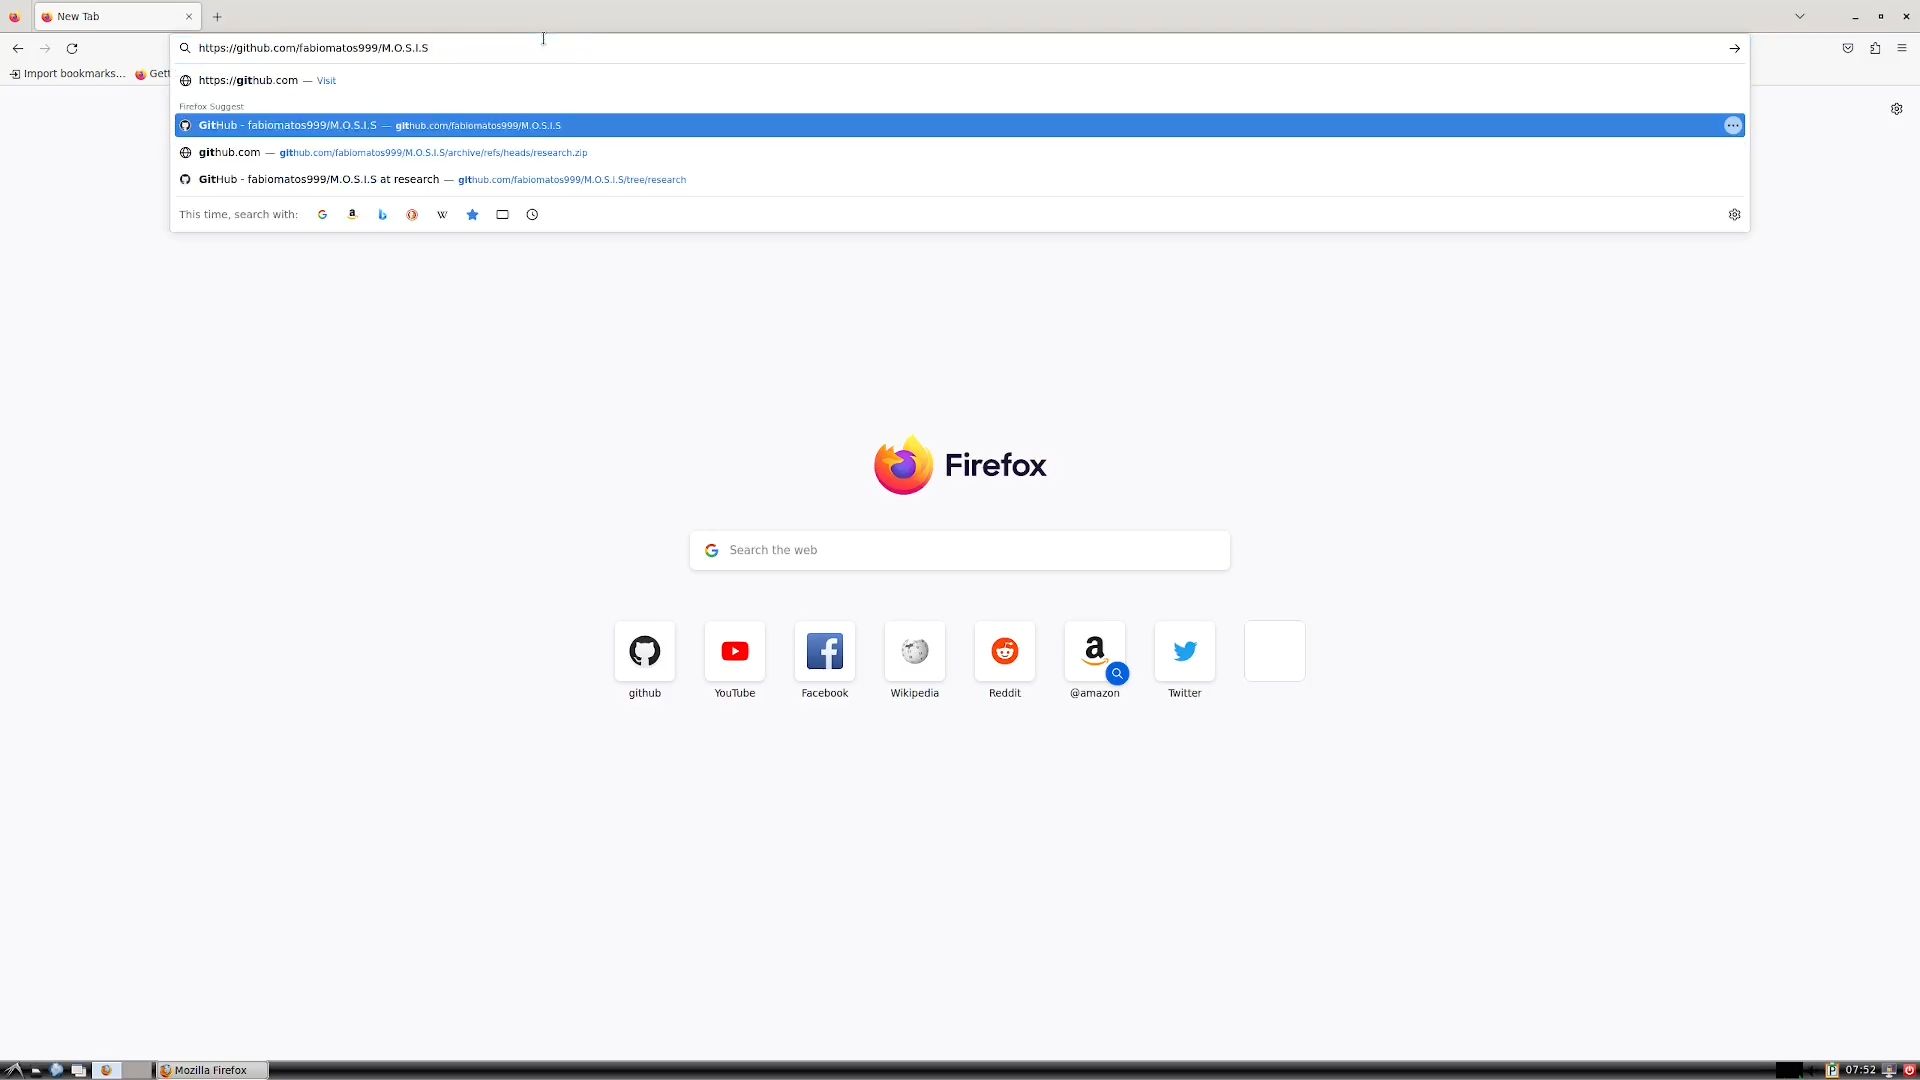 New Tab
https://github.com/fabiomatos999/M.O.S.I.S
Import bookmarks... Gett
https://github.com — Visit
Firefox Suggest
GitHub - fabiomatos999/M.O.S.I.S — github.com/fabiomatos999/M.O.S.I.S
github.com — github.com/fabiomatos999/M.O.S.I.S/archive/refs/heads/research.zip
GitHub - fabiomatos999/M.O.S.I.S at research — github.com/fabiomatos999/M.O.S.I.S/tree/research
This time, search with:
Firefox
Search the web
github YouTube Facebook Wikipedia Reddit @amazon Twitter
Mozilla Firefox 07:52